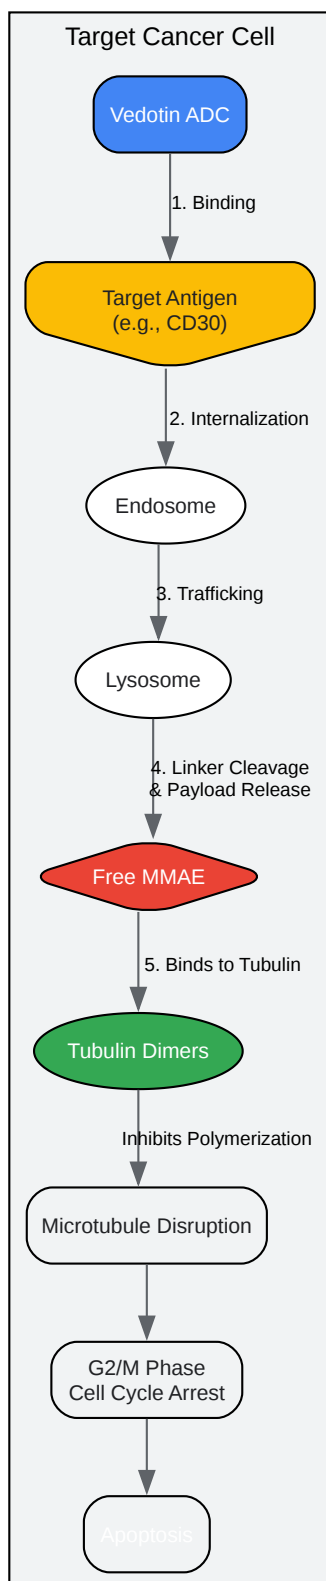 Target Cancer Cell
Vedotin ADC
1. Binding
Target Antigen
(e.g., CD30)
2. Internalization
Endosome
3. Trafficking
Lysosome
4. Linker Cleavage
& Payload Release
Free MMAE
5. Binds to Tubulin
Tubulin Dimers
Inhibits Polymerization
Microtubule Disruption
G2/M Phase
Cell Cycle Arrest
Apoptosis